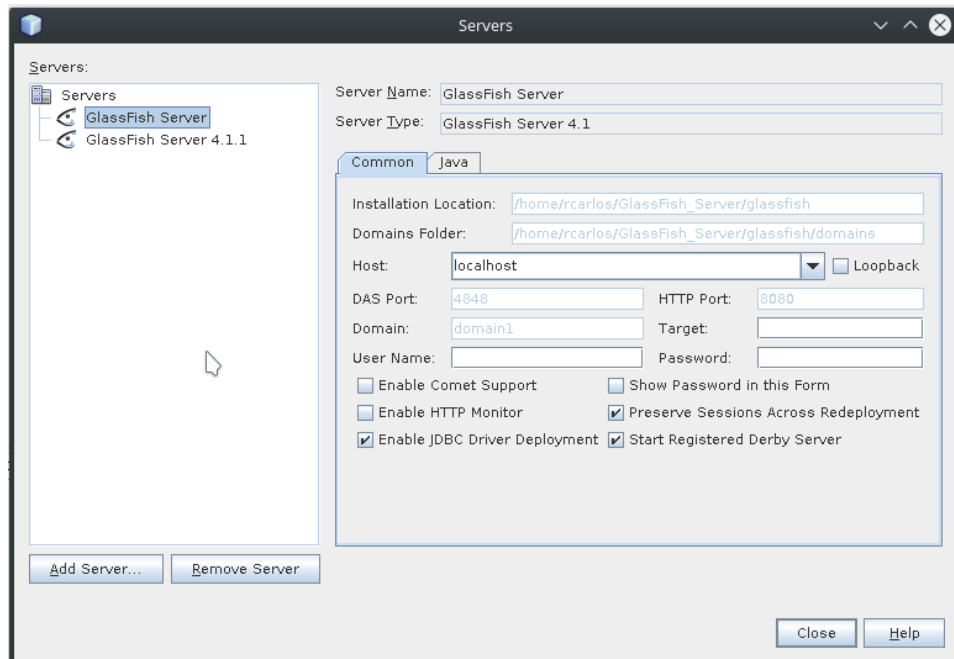 Servers
Servers:
Servers
GlassFish Server
GlassFish Server 4.1.1
Add Server...
Remove Server
Server Name: GlassFish Server
Server Type: GlassFish Server 4.1
Common Java
Installation Location: /home/rcarlos/GlassFish_Server/glassfish
Domains Folder: /home/rcarlos/GlassFish_Server/glassfish/domains
Host: localhost Loopback
DAS Port: 4848 HTTP Port: 8080
Domain: domain1 Target:
User Name: Password:
Enable Comet Support Show Password in this Form
Enable HTTP Monitor Preserve Sessions Across Redeployment
Enable JDBC Driver Deployment Start Registered Derby Server
Close Help